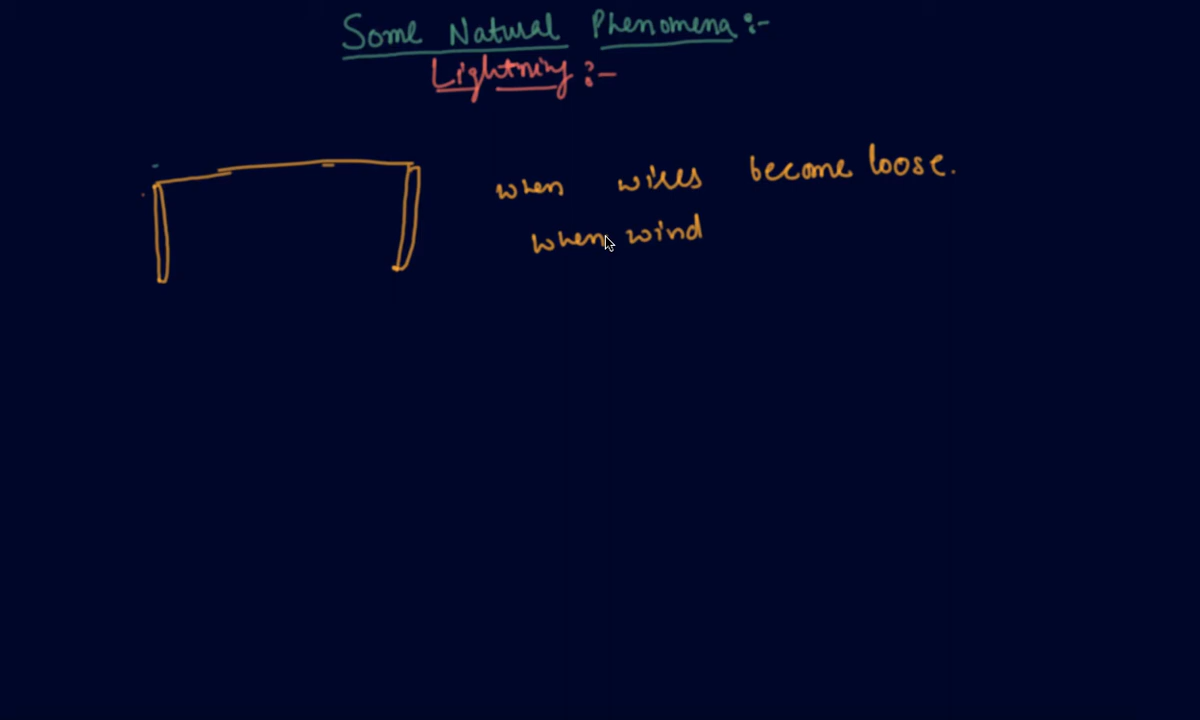 Some Natural Phenomena:-
Lightning:-
when wires become loose.
when wind